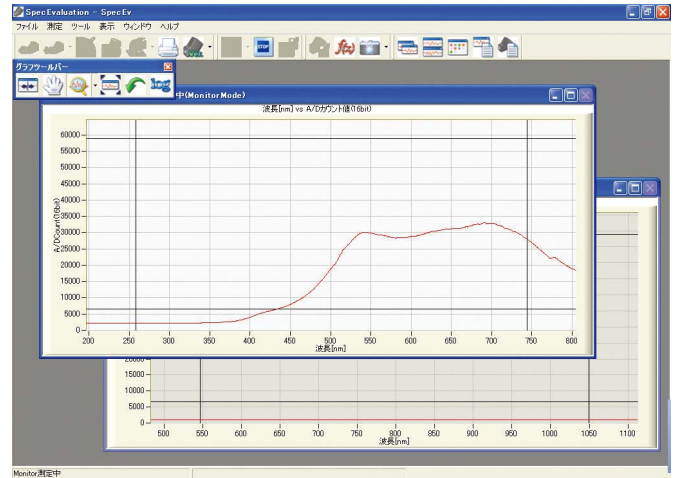 SpecEvaluation - SpecEv
ファイル 測定 ツール 表示 ウィンドウ ヘルプ
STOP
f(x)
グラフツールバー
log
中(MonitorMode)
波長[nm] vs A/Dカウント値(16bit)
A/DCount(16bit)
60000
55000
50000
45000
40000
35000
30000
25000
20000
15000
10000
5000
0
200 250 300 350 400 450 500 550 600 650 700 750 800
波長[nm]
20000
15000
10000
5000
0
500 550 600 650 700 750 800 850 900 950 1000 1050 1100
波長[nm]
Monitor測定中